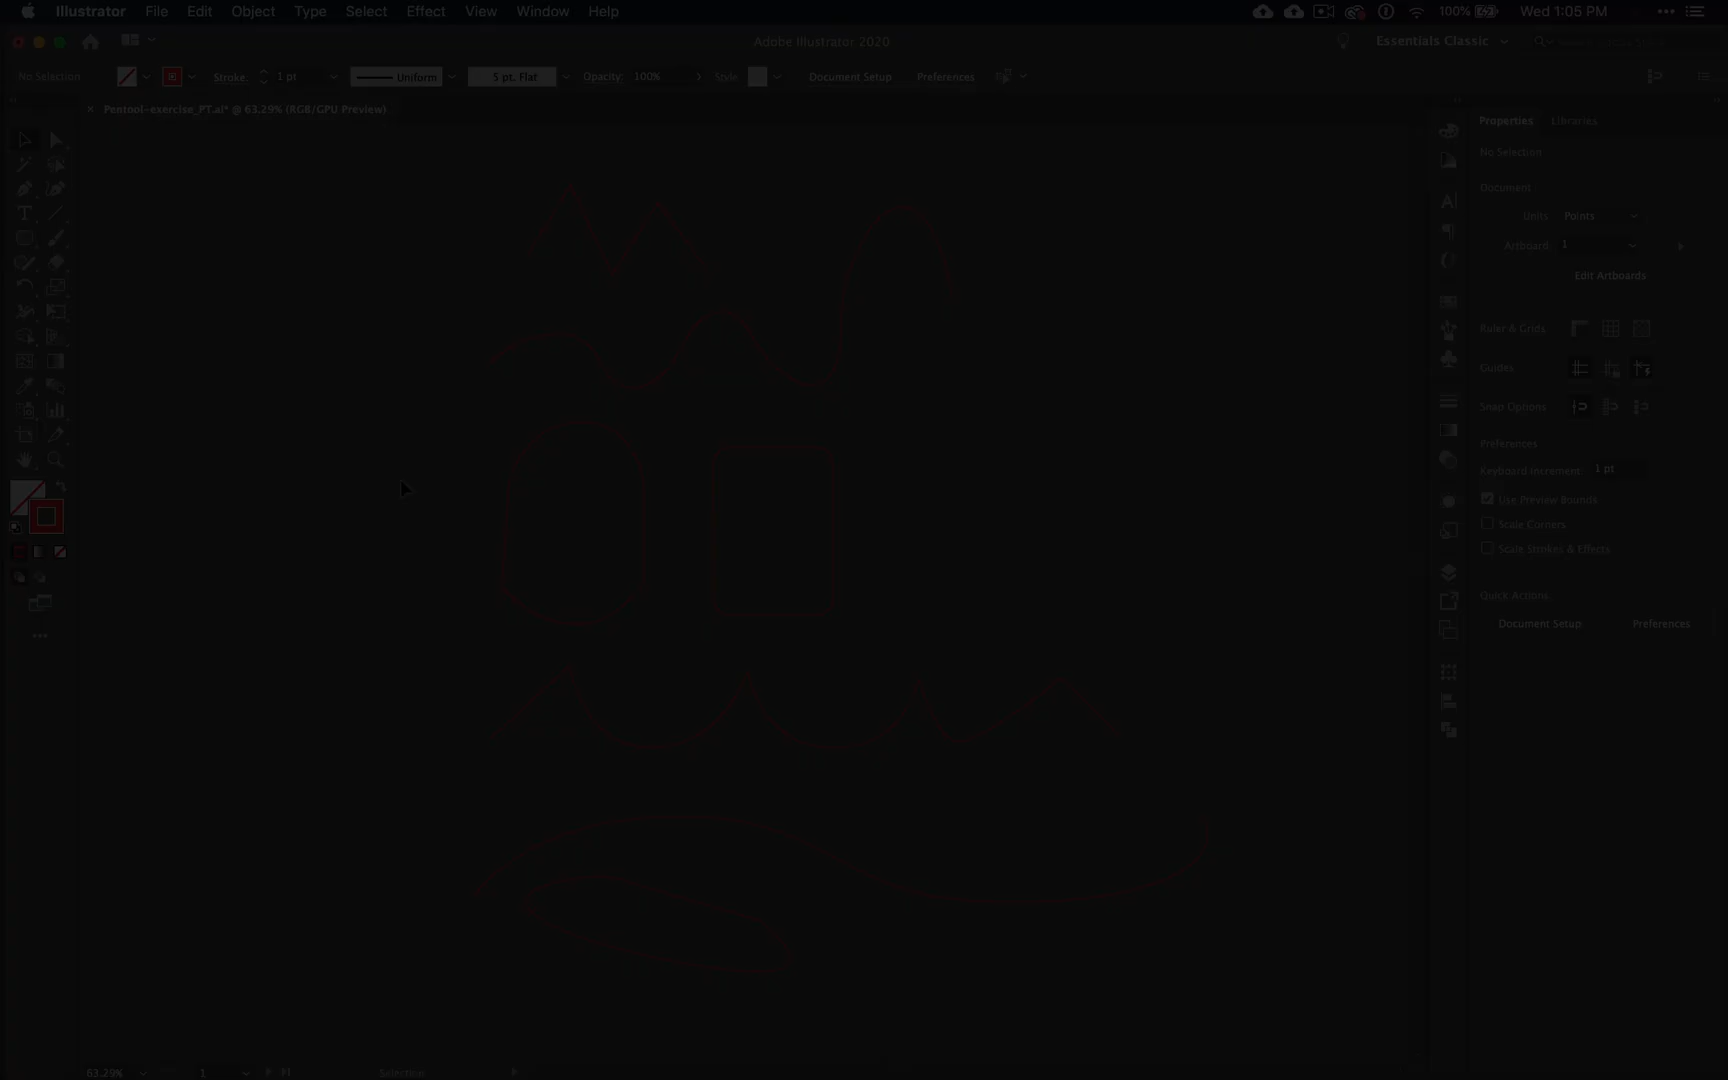 Illustrator File Edit Object Type Select Effect View Window Help 100% Wed 1:05 PM
Adobe Illustrator 2020 Essentials Classic
No Selection Stroke: 1 pt Uniform 5 pt. Flat Opacity: 100% Style: Document Setup Preferences
Pentool-exercise_PT.ai* @ 63.29% (RGB/GPU Preview)
Properties Libraries
No Selection
Document
Units: Points
Artboard: 1
Edit Artboards
Ruler & Grids
Guides
Snap Options
Preferences
Keyboard Increment: 1 pt
Use Preview Bounds
Scale Corners
Scale Strokes & Effects
Quick Actions
Document Setup Preferences
63.29% 1 Selection